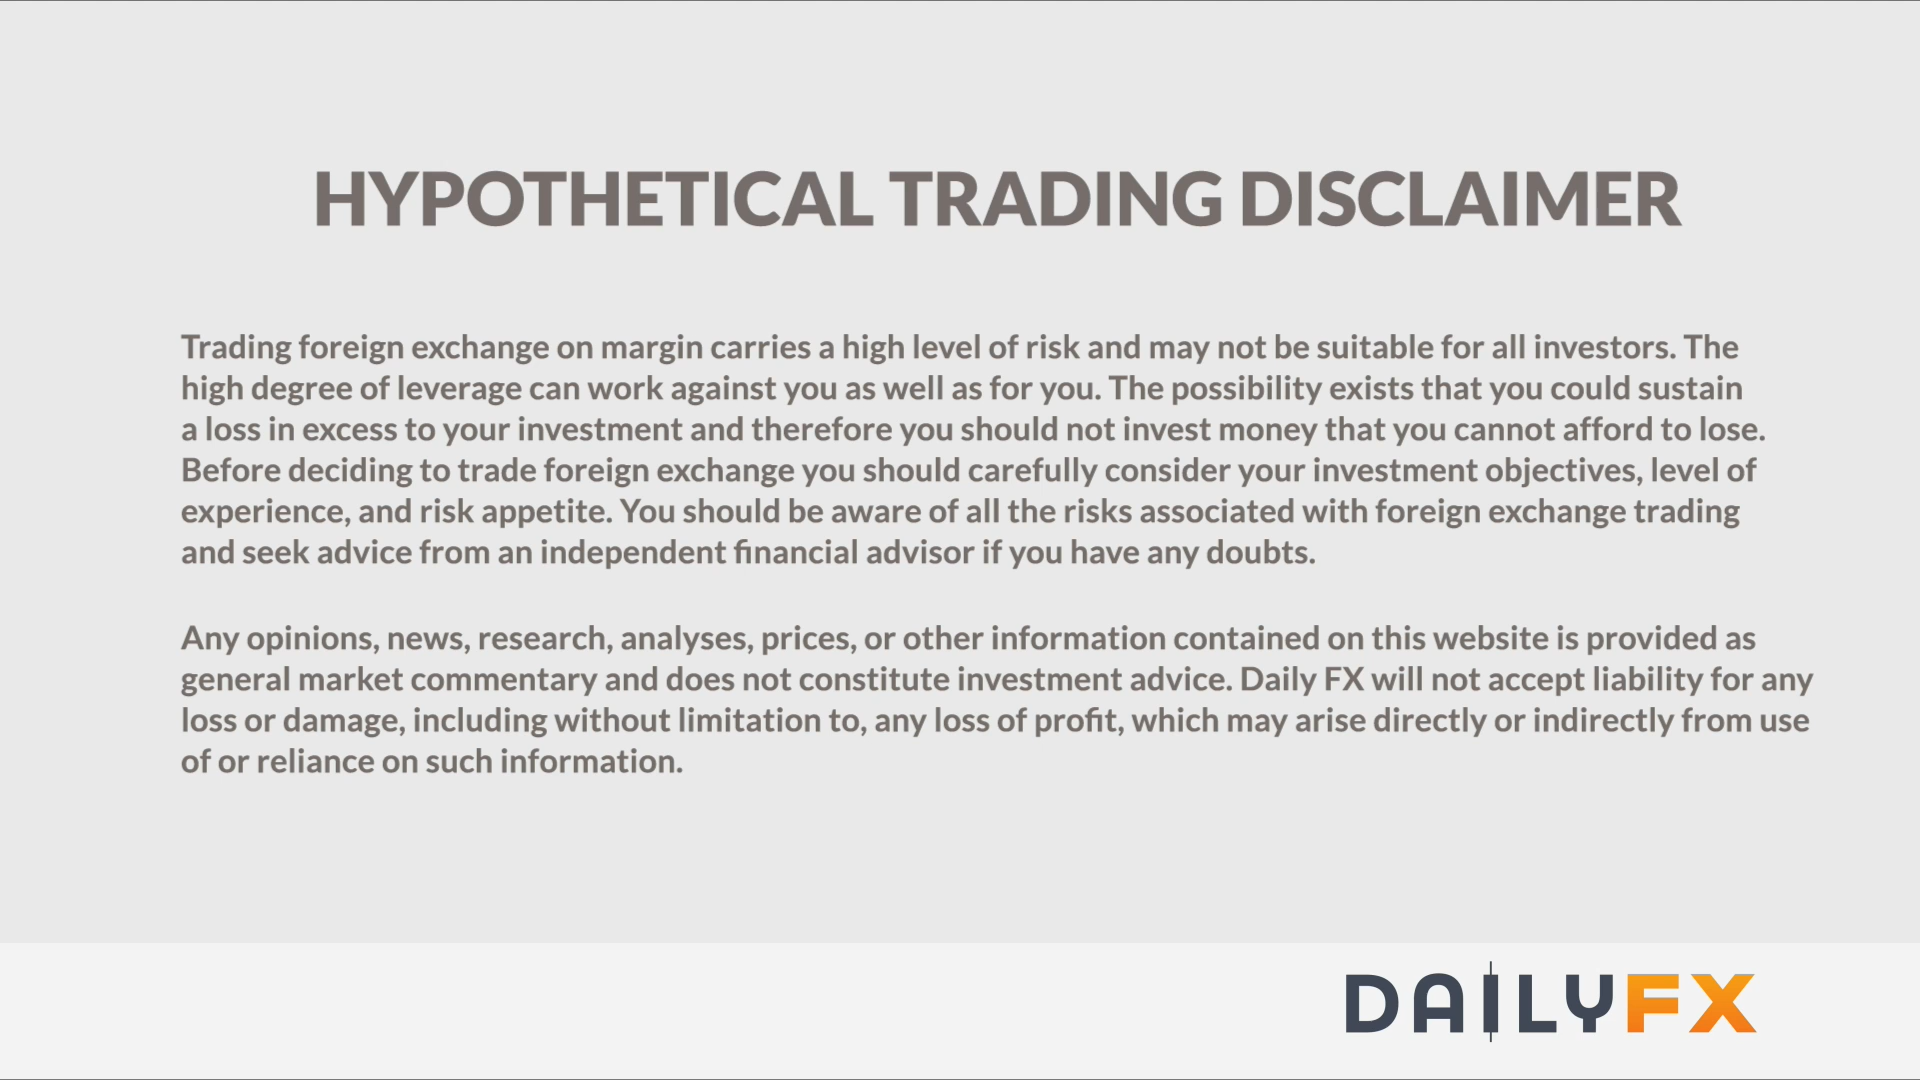 HYPOTHETICAL TRADING DISCLAIMER
Trading foreign exchange on margin carries a high level of risk and may not be suitable for all investors. The
high degree of leverage can work against you as well as for you. The possibility exists that you could sustain
a loss in excess to your investment and therefore you should not invest money that you cannot afford to lose.
Before deciding to trade foreign exchange you should carefully consider your investment objectives, level of
experience, and risk appetite. You should be aware of all the risks associated with foreign exchange trading
and seek advice from an independent financial advisor if you have any doubts.
Any opinions, news, research, analyses, prices, or other information contained on this website is provided as
general market commentary and does not constitute investment advice. Daily FX will not accept liability for any
loss or damage, including without limitation to, any loss of profit, which may arise directly or indirectly from use
of or reliance on such information.
DAILYFX